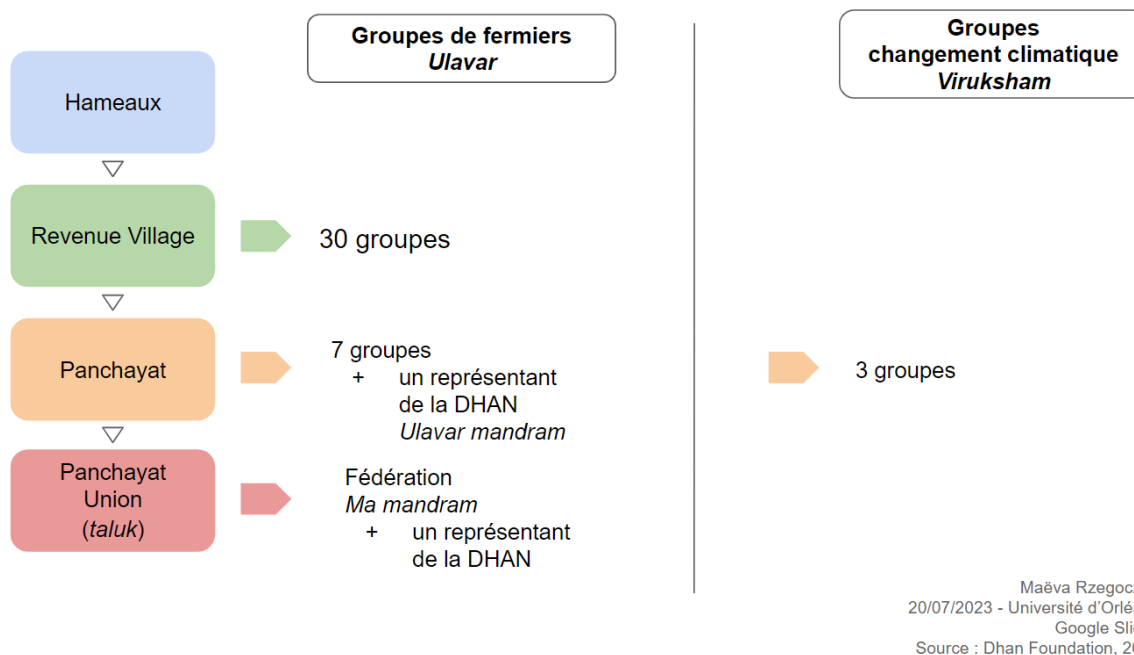 Groupes de fermiers
Ulavar
Groupes
changement climatique
Viruksham
Hameaux
Revenue Village
30 groupes
Panchayat
7 groupes
+ un représentant
de la DHAN
Ulavar mandram
3 groupes
Panchayat
Union
(taluk)
Fédération
Ma mandram
+ un représentant
de la DHAN
Maëva
20/07/2023 - Université
Google
Source : Dhan Foundation,